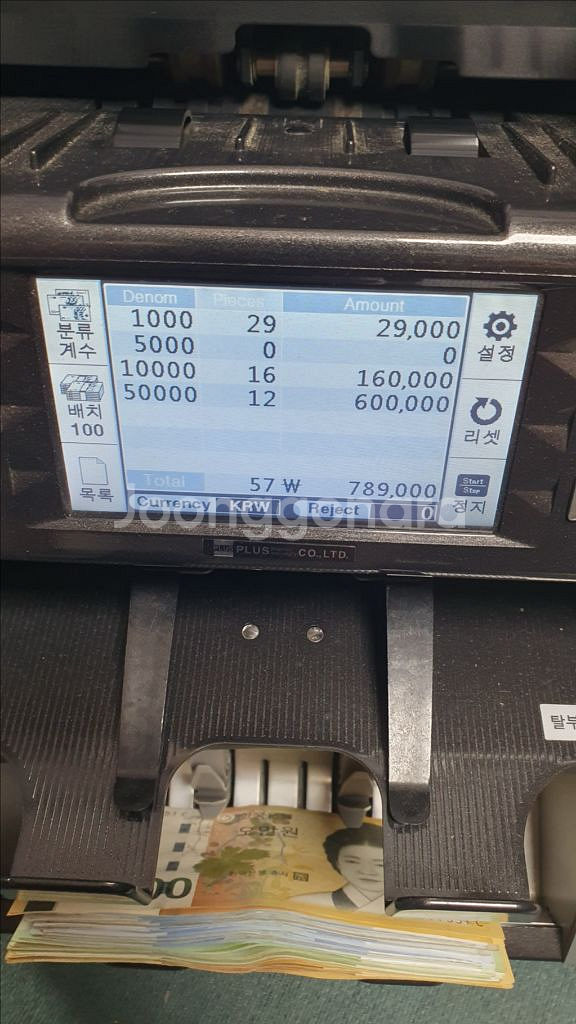 Denom Pieces Amount
1000 29 29,000
5000 0 0
10000 16 160,000
50000 12 600,000
Total 57 ₩ 789,000
Currency KRW Reject 0
분류
계수
배치
100
목록
설정
리셋
Start
Stop
정지
Joonggonara
PLUS CO.,LTD.
탈부
오만 원